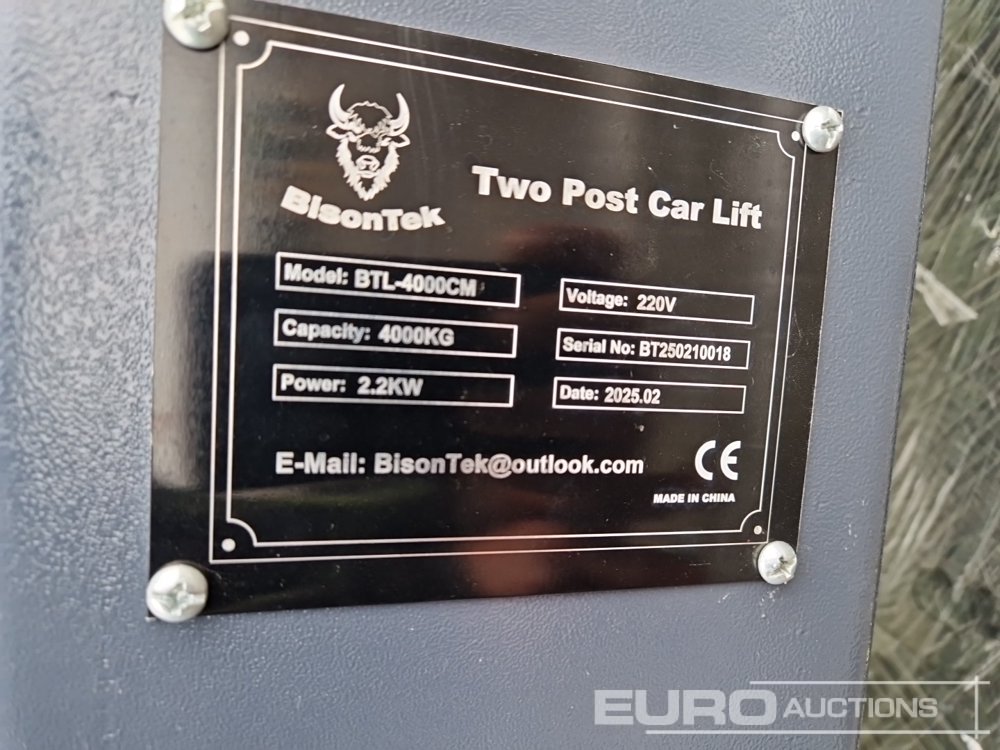 BisonTek
Two Post Car Lift
Model: BTL-4000CM
Capacity: 4000KG
Power: 2.2KW
Voltage: 220V
Serial No: BT250210018
Date: 2025.02
E-Mail: BisonTek@outlook.com
CE
MADE IN CHINA
EURO AUCTIONS